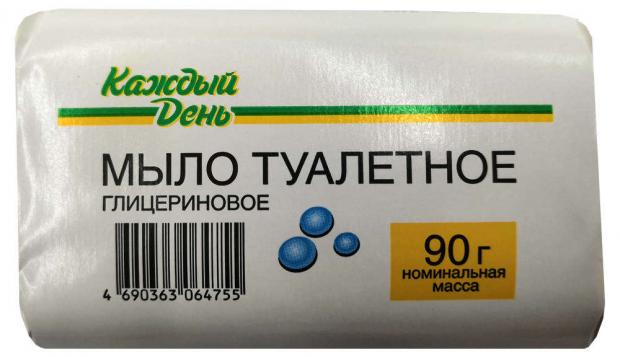 Каждый
День
МЫЛО ТУАЛЕТНОЕ
ГЛИЦЕРИНОВОЕ
90 г
номинальная
масса
4 690363 064755